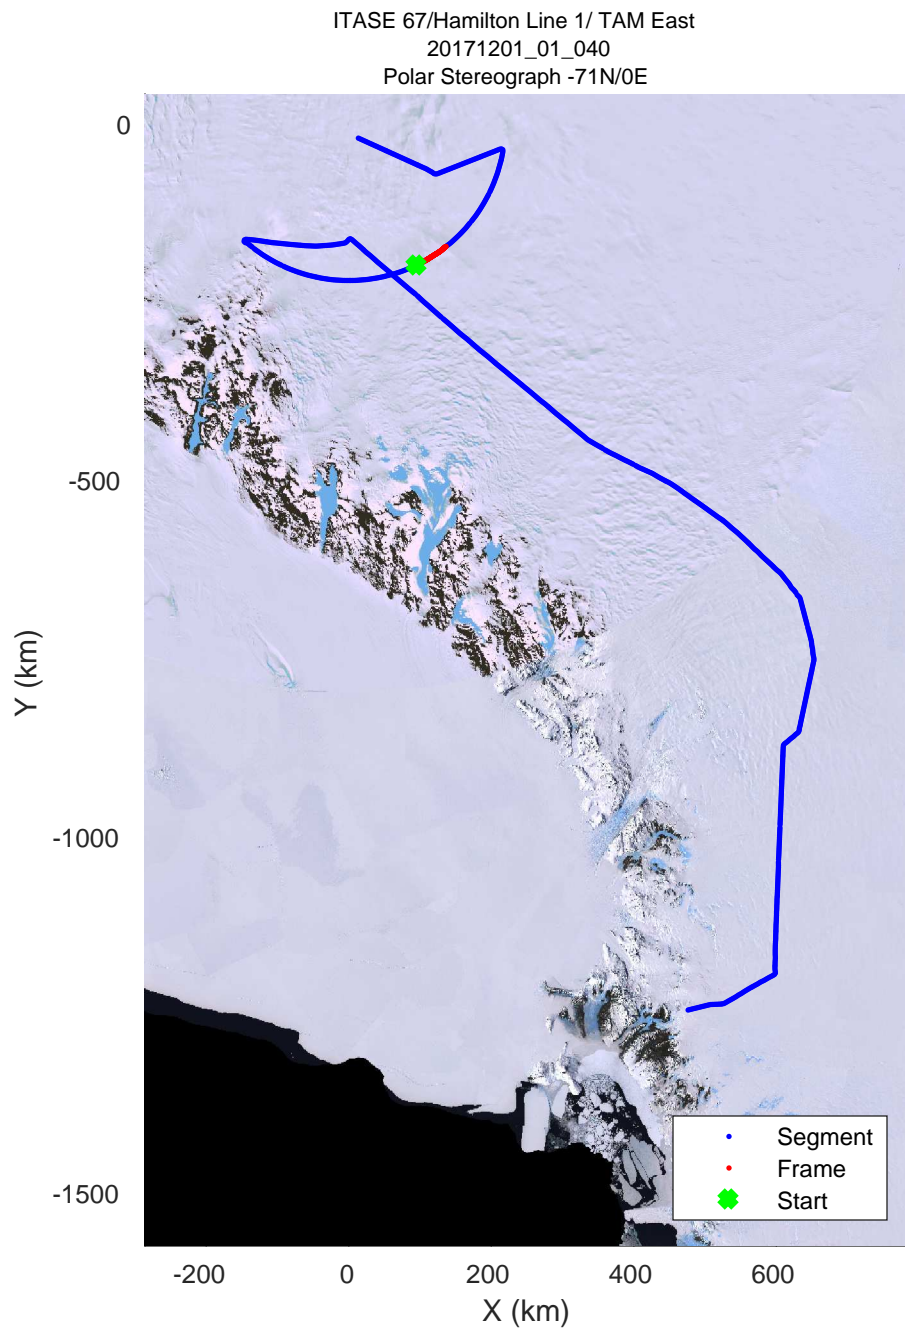 ITASE 67/Hamilton Line 1/ TAM East
20171201_01_040
Polar Stereograph -71N/0E
0
-500
-1000
-1500
Y (km)
-200 0 200 400 600
X (km)
Segment
Frame
Start